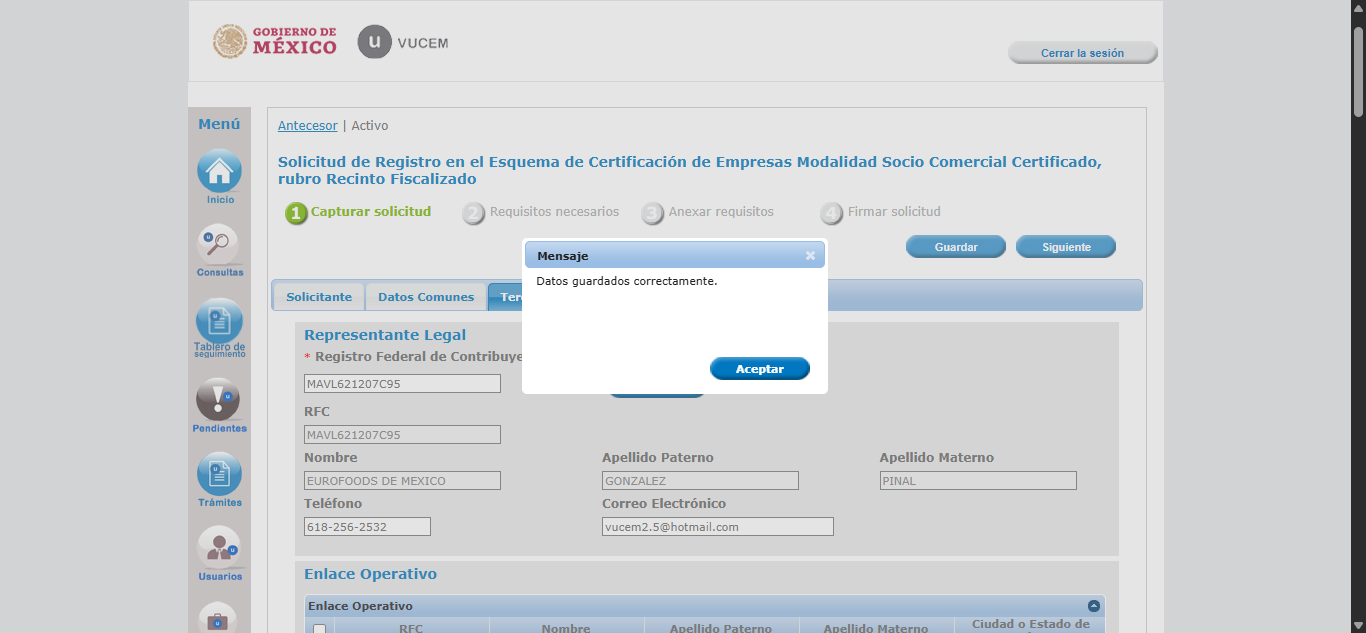 GOBIERNO DE
MÉXICO
u VUCEM
Cerrar la sesión
Menú
Inicio
Consultas
Tablero de
seguimiento
Pendientes
Trámites
Usuarios
Antecesor | Activo
Solicitud de Registro en el Esquema de Certificación de Empresas Modalidad Socio Comercial Certificado,
rubro Recinto Fiscalizado
1 Capturar solicitud 2 Requisitos necesarios 3 Anexar requisitos 4 Firmar solicitud
Guardar Siguiente
Solicitante Datos Comunes
Mensaje
Datos guardados correctamente.
Aceptar
Representante Legal
* Registro Federal de
MAVL621207C95
RFC
MAVL621207C95
Nombre Apellido Paterno Apellido Materno
EUROFOODS DE MEXICO GONZALEZ PINAL
Teléfono Correo Electrónico
618-256-2532 vucem2.5@hotmail.com
Enlace Operativo
Enlace Operativo
RFC Nombre Apellido Paterno Apellido Materno Ciudad o Estado de